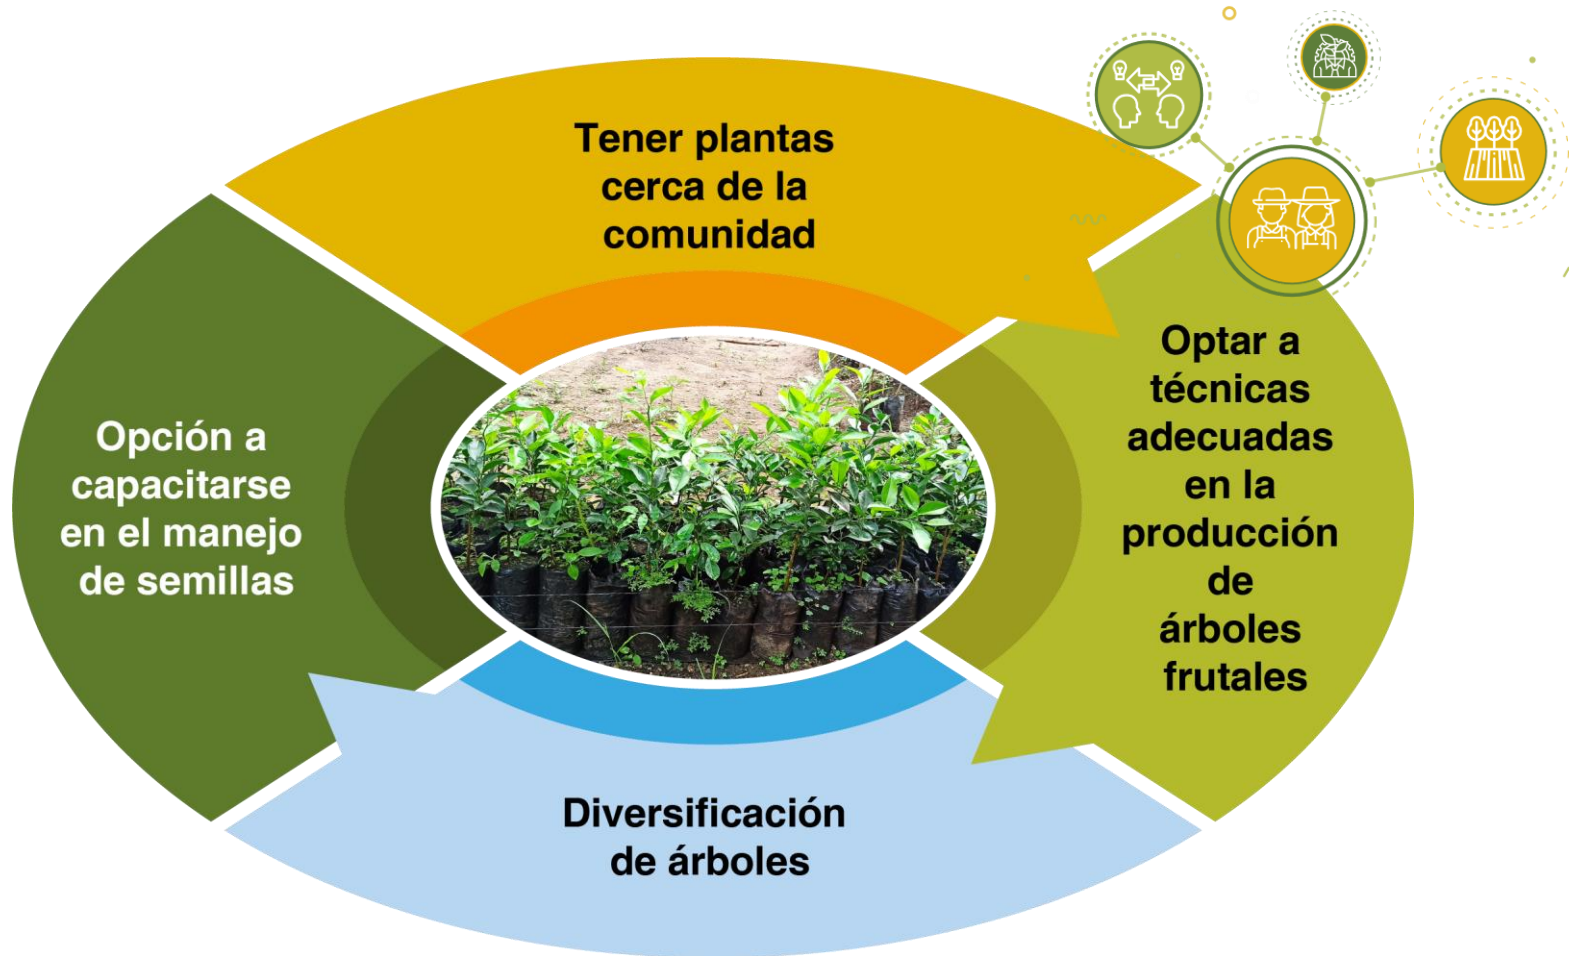 Tener plantas
cerca de la
comunidad
Optar a
técnicas
adecuadas
en la
producción
de
árboles
frutales
Diversificación
de árboles
Opción a
capacitarse
en el manejo
de semillas